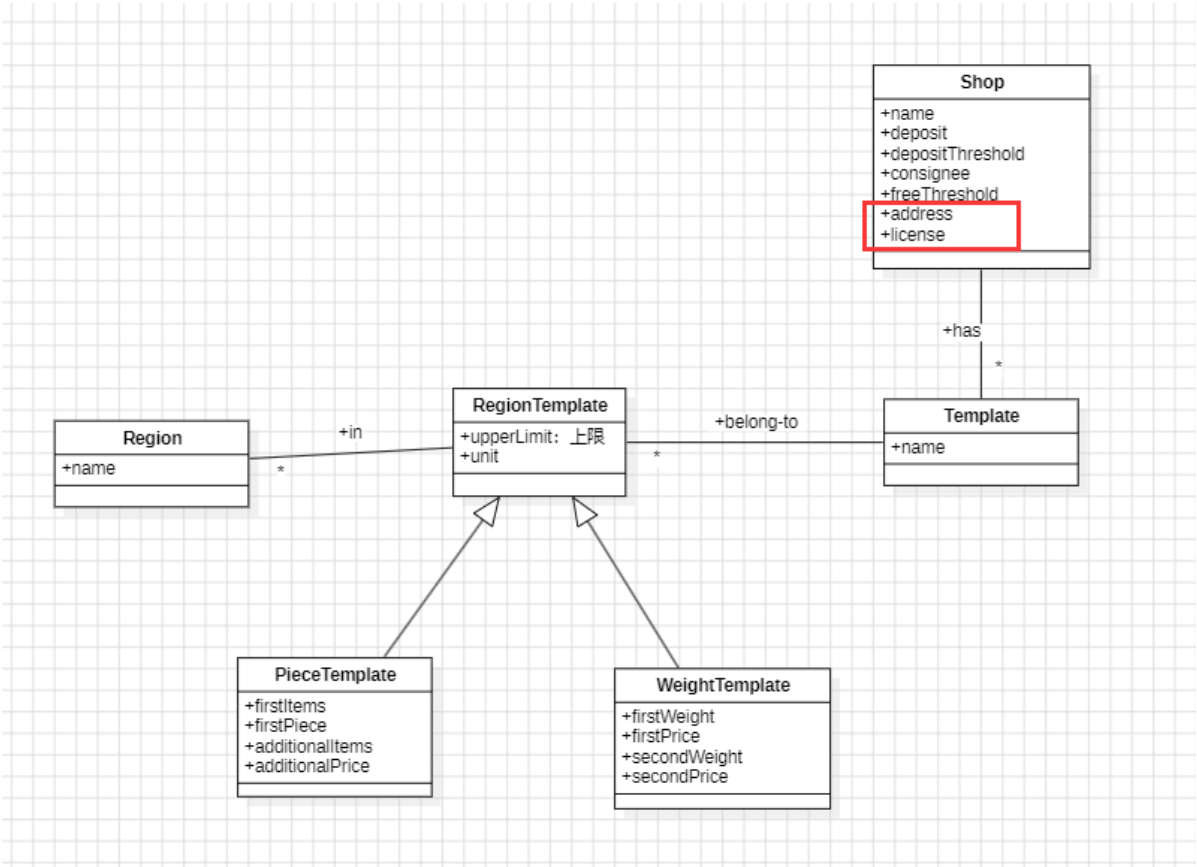 Shop
+name
+deposit
+depositThreshold
+consignee
+freeThreshold
+address
+license
+has
*
Region
+name
+in
*
RegionTemplate
+upperLimit：上限
+unit
+belong-to
*
Template
+name
PieceTemplate
+firstItems
+firstPiece
+additionalItems
+additionalPrice
WeightTemplate
+firstWeight
+firstPrice
+secondWeight
+secondPrice